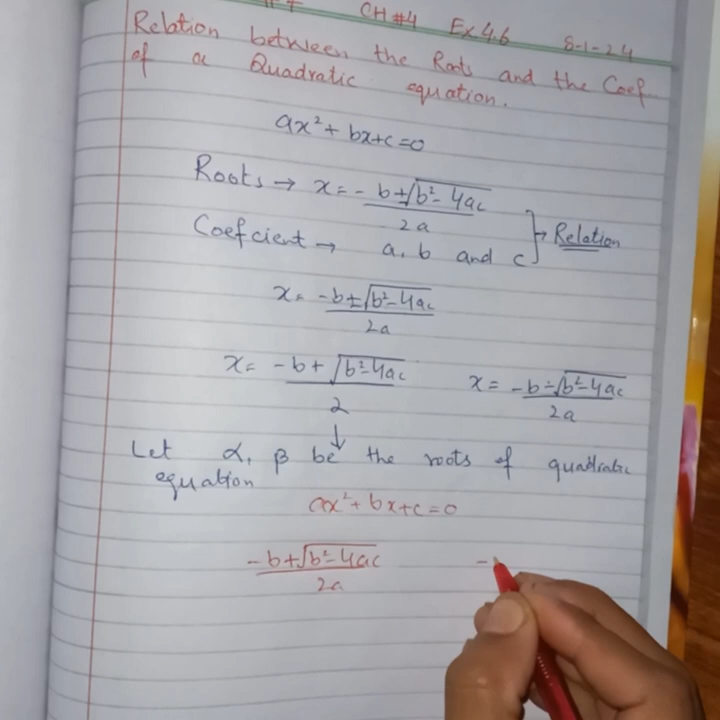 CH #4 Ex 4.6 8-1-24
Relation between the Roots and the Coef
of a Quadratic equation.
ax² + bx+c=0
Roots → x = -b±√b²-4ac / 2a
Coefcient → a, b and c } → Relation
x = -b±√b²-4ac / 2a
x = -b+√b²-4ac / 2 x = -b-√b²-4ac / 2a
↓
Let α, β be the roots of quadratic
equation
ax²+bx+c=0
-b+√b²-4ac / 2a -